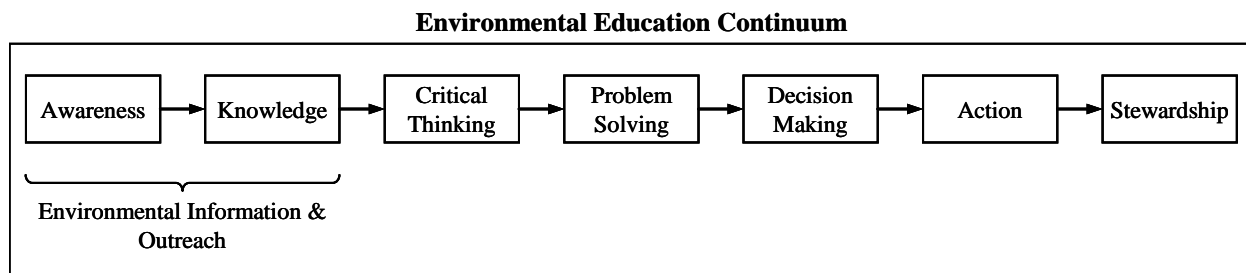 Environmental Education Continuum
Awareness
Knowledge
Critical
Thinking
Problem
Solving
Decision
Making
Action
Stewardship
Environmental Information &
Outreach